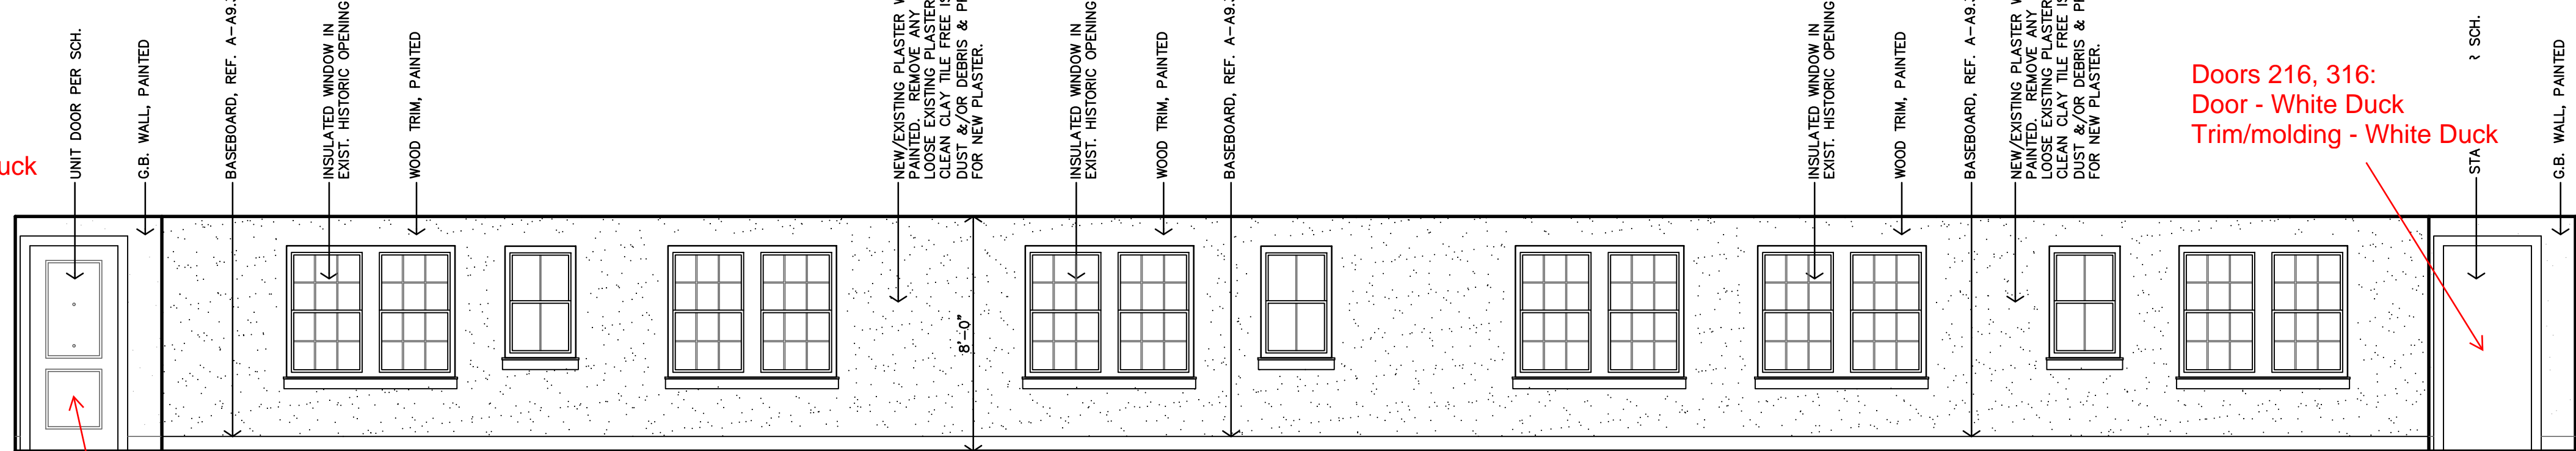 uck
UNIT DOOR PER SCH.
G.B. WALL, PAINTED
BASEBOARD, REF. A-A9.
INSULATED WINDOW IN
EXIST. HISTORIC OPENING
WOOD TRIM, PAINTED
NEW/EXISTING PLASTER
PAINTED. REMOVE ANY
LOOSE EXISTING PLASTER
CLEAN CLAY TILE FREE
DUST &/OR DEBRIS &
FOR NEW PLASTER.
8'-0"
INSULATED WINDOW IN
EXIST. HISTORIC OPENING
WOOD TRIM, PAINTED
BASEBOARD, REF. A-A9.
INSULATED WINDOW IN
EXIST. HISTORIC OPENING
WOOD TRIM, PAINTED
BASEBOARD, REF. A-A9.
NEW/EXISTING PLASTER
PAINTED. REMOVE ANY
LOOSE EXISTING PLASTER
CLEAN CLAY TILE FREE
DUST &/OR DEBRIS &
FOR NEW PLASTER.
Doors 216, 316:
Door - White Duck
Trim/molding - White Duck
STA SCH.
G.B. WALL, PAINTED